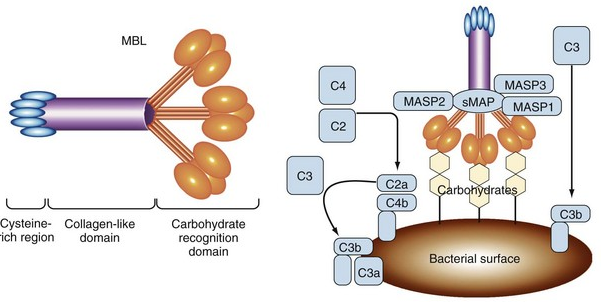 MBL
Cysteine-
rich region
Collagen-like
domain
Carbohydrate
recognition
domain
C3
C4
C2
MASP3
MASP2
sMAP
MASP1
C3
C2a
Carbohydrates
C4b
C3b
C3b
C3a
Bacterial surface